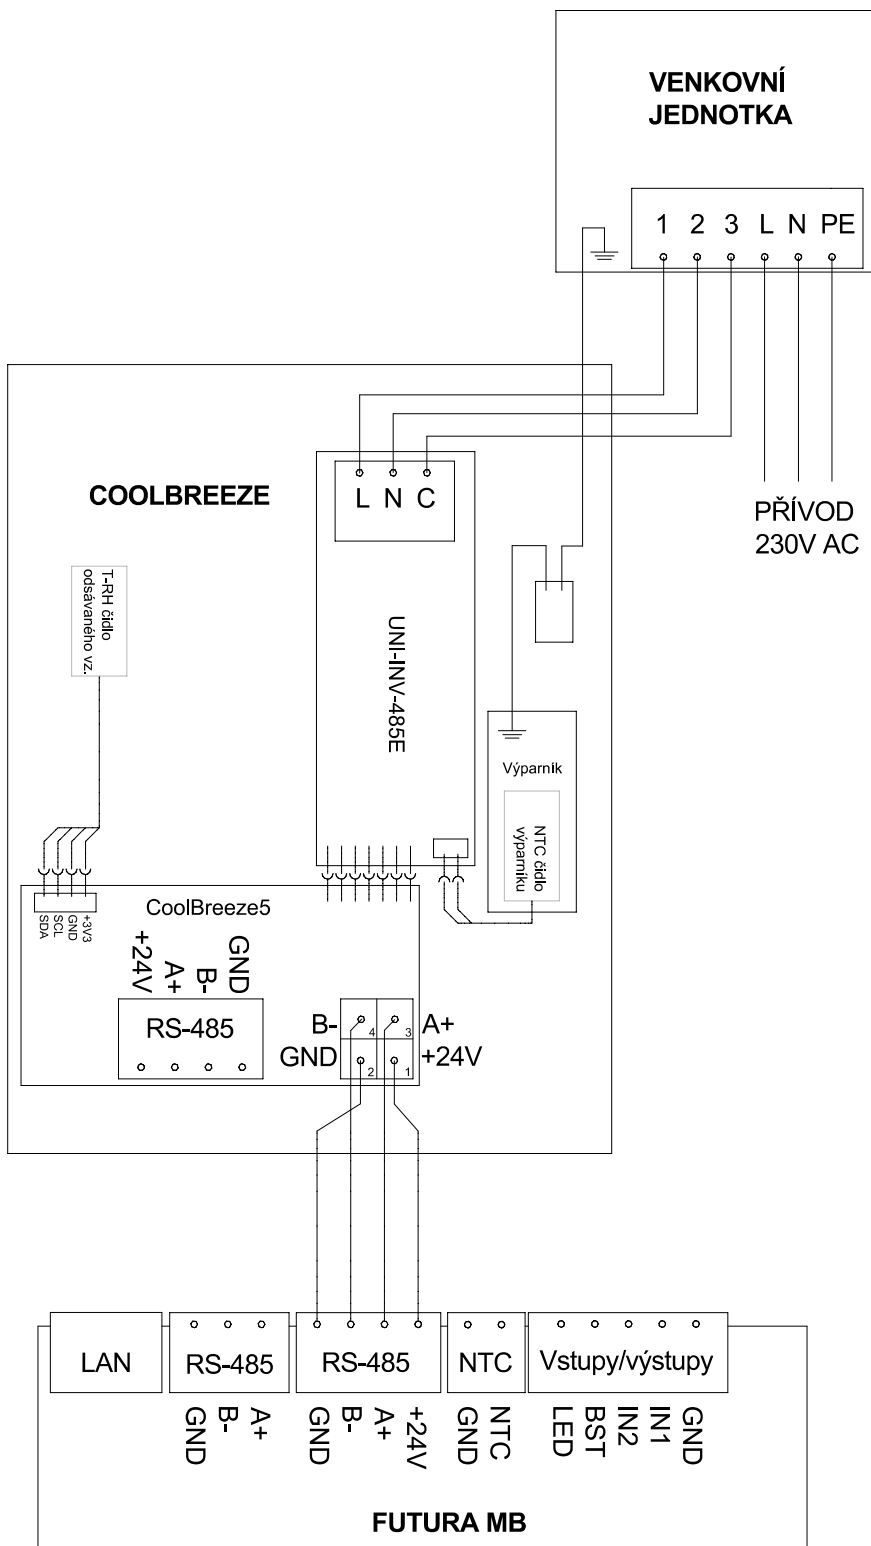 VENKOVNÍ
JEDNOTKA
1 2 3 L N PE
PŘÍVOD
230V AC
COOLBREEZE
L N C
UNI-INV-485E
T-RH čidlo
odsávaného vz.
Výparník
NTC čidlo
výparníku
SDA
SCL
GND
+3V3
CoolBreeze5
+24V
A+
B-
GND
RS-485
B- 4 3 A+
GND 2 1 +24V
LAN
RS-485
RS-485
NTC
Vstupy/výstupy
GND
B-
A+
GND
B-
A+
+24V
GND
NTC
LED
BST
IN2
IN1
GND
FUTURA MB